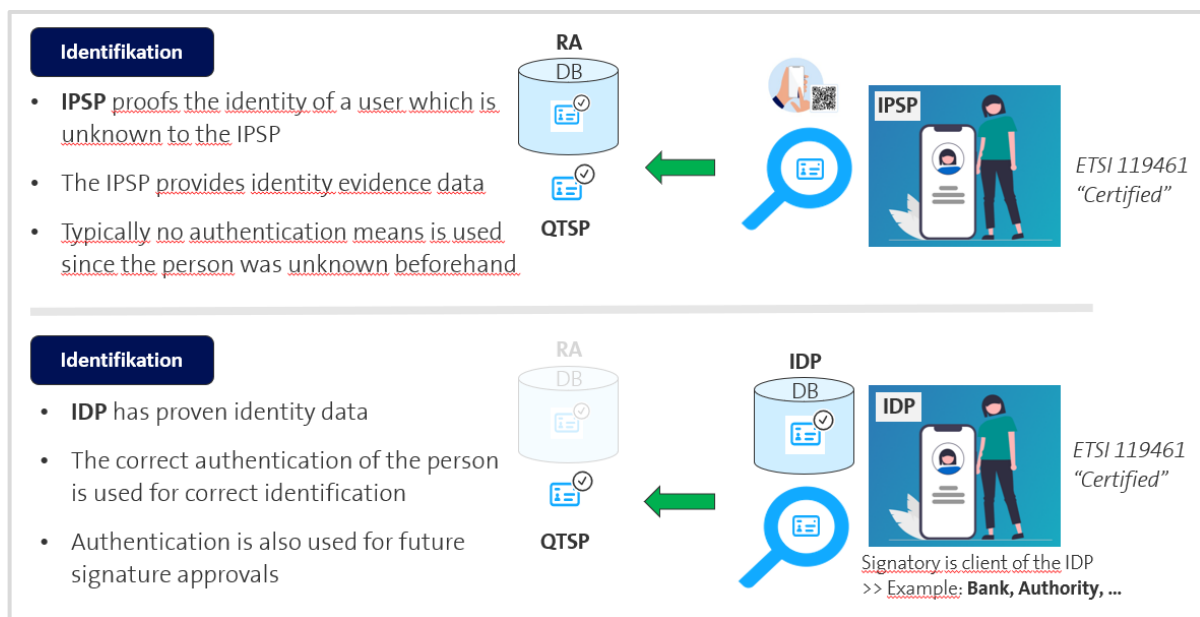 Identifikation
• IPSP proofs the identity of a user which is
unknown to the IPSP
• The IPSP provides identity evidence data
• Typically no authentication means is used
since the person was unknown beforehand
RA
DB
QTSP
IPSP
ETSI 119461
“Certified”
Identifikation
• IDP has proven identity data
• The correct authentication of the person
is used for correct identification
• Authentication is also used for future
signature approvals
RA
DB
QTSP
IDP
DB
IDP
ETSI 119461
“Certified”
Signatory is client of the IDP
>> Example: Bank, Authority, ...